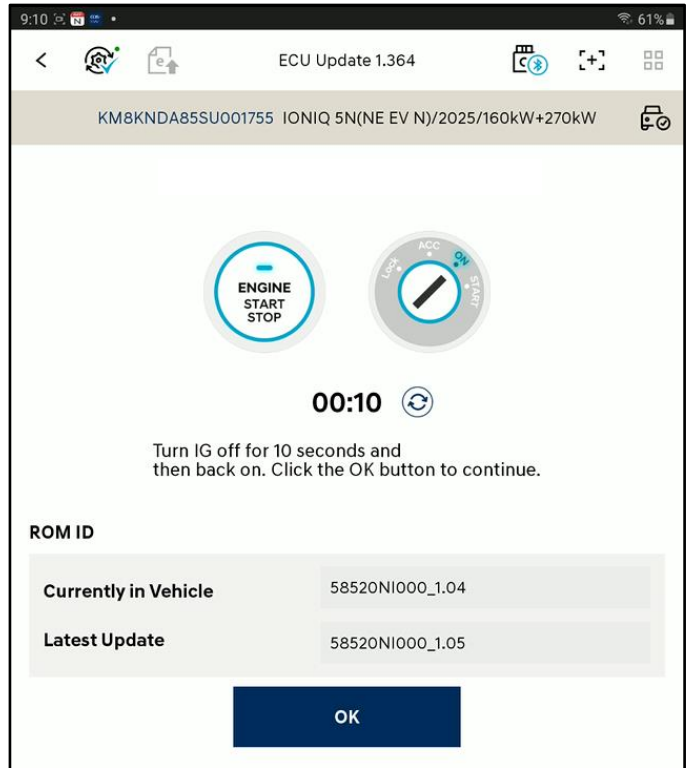 9:10
61%
ECU Update 1.364
KM8KNDA85SU001755 IONIQ 5N(NE EV N)/2025/160kW+270kW
ENGINE
START
STOP
Lock
ACC
ON
START
00:10
Turn IG off for 10 seconds and
then back on. Click the OK button to continue.
ROM ID
Currently in Vehicle 58520NI000_1.04
Latest Update 58520NI000_1.05
OK